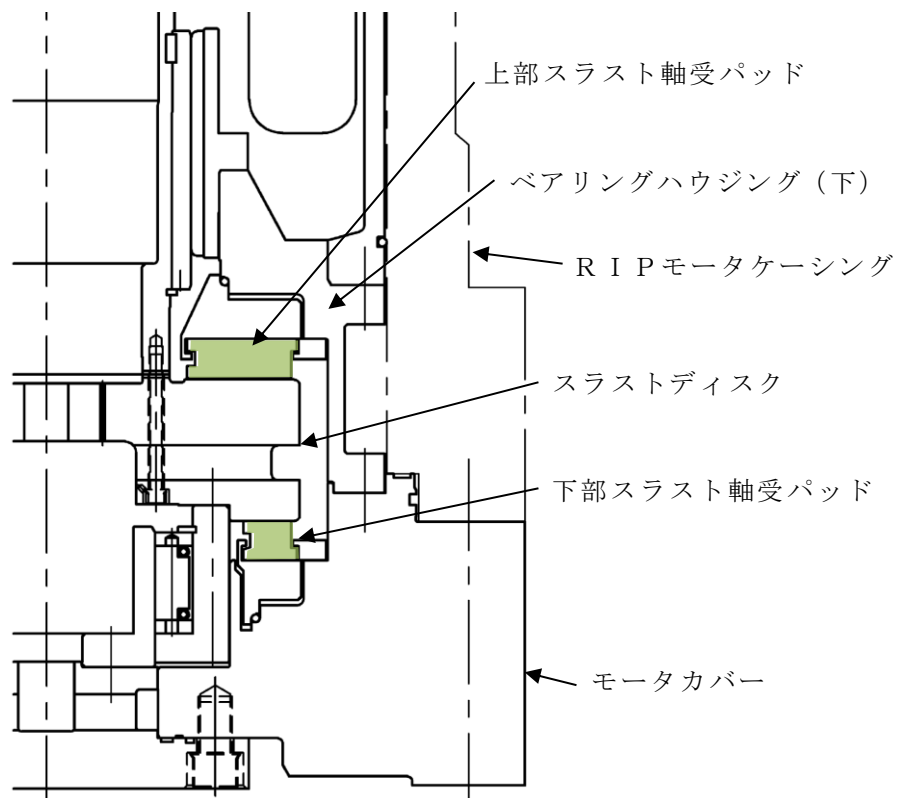 上部スラスト軸受パッド
ベアリングハウジング（下）
ＲＩＰモータケーシング
スラストディスク
下部スラスト軸受パッド
モータカバー